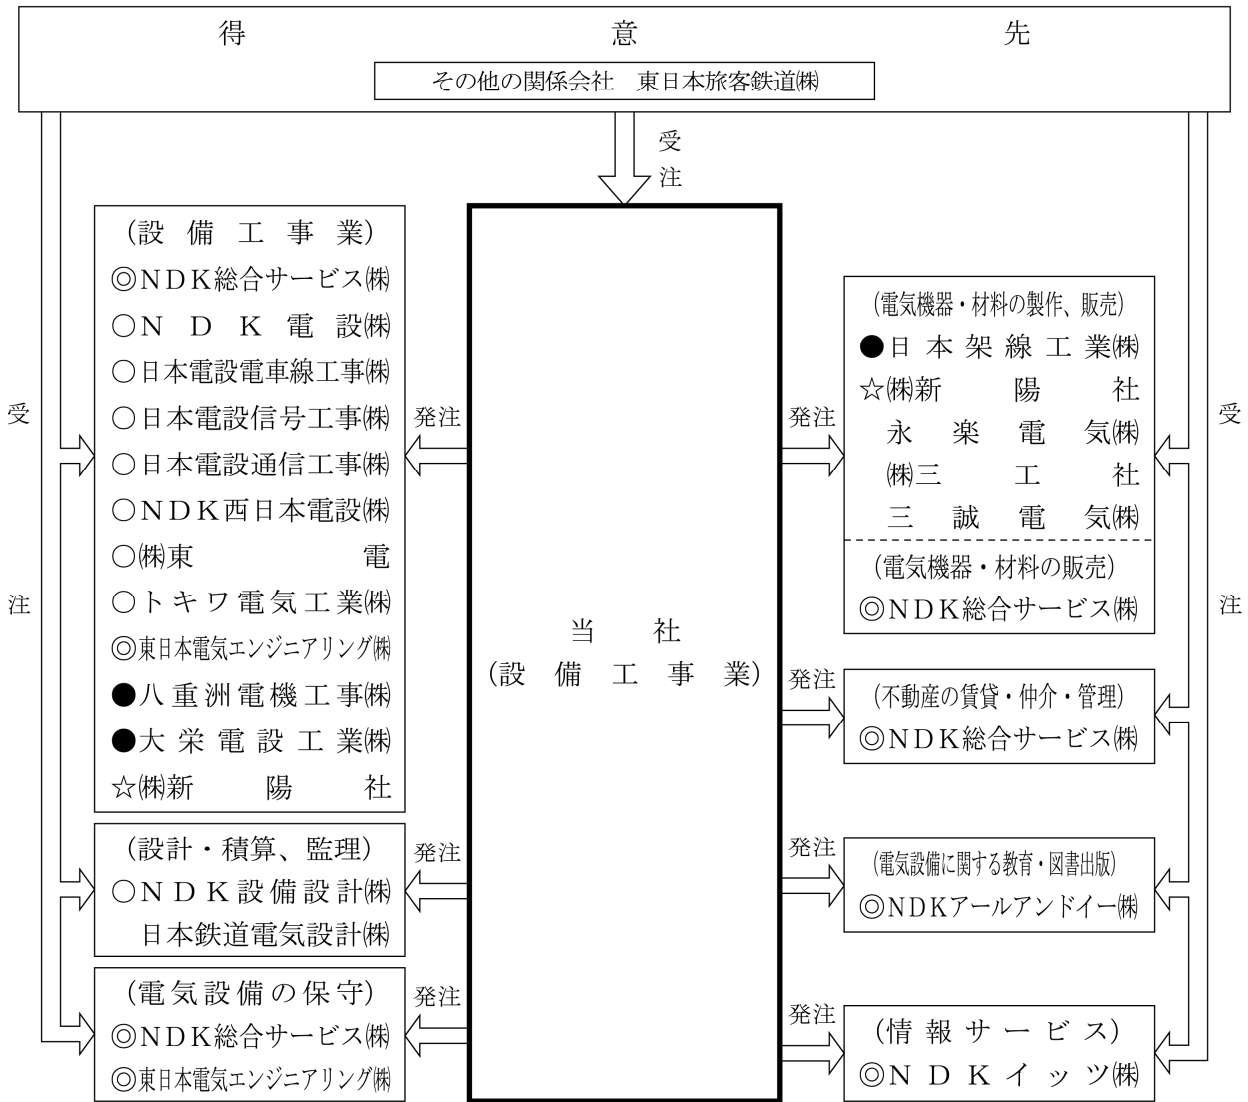 得意先
その他の関係会社 東日本旅客鉄道㈱
受注
受注
(設備工事業)
◎NDK総合サービス㈱
○NDK電設㈱
○日本電設電車線工事㈱
○日本電設信号工事㈱
○日本電設通信工事㈱
○NDK西日本電設㈱
○㈱東電
○トキワ電気工業㈱
◎東日本電気エンジニアリング㈱
●八重洲電機工事㈱
●大栄電設工業㈱
☆㈱新陽社
発注
(設計・積算、監理)
○NDK設備設計㈱
日本鉄道電気設計㈱
発注
(電気設備の保守)
◎NDK総合サービス㈱
◎東日本電気エンジニアリング㈱
発注
当社
(設備工事業)
発注
(電気機器・材料の製作、販売)
●日本架線工業㈱
☆㈱新陽社
永楽電気㈱
㈱三工社
三誠電気㈱
(電気機器・材料の販売)
◎NDK総合サービス㈱
発注
(不動産の賃貸・仲介・管理)
◎NDK総合サービス㈱
発注
(電気設備に関する教育・図書出版)
◎NDKアールアンドイー㈱
発注
(情報サービス)
◎NDKイッツ㈱
受注